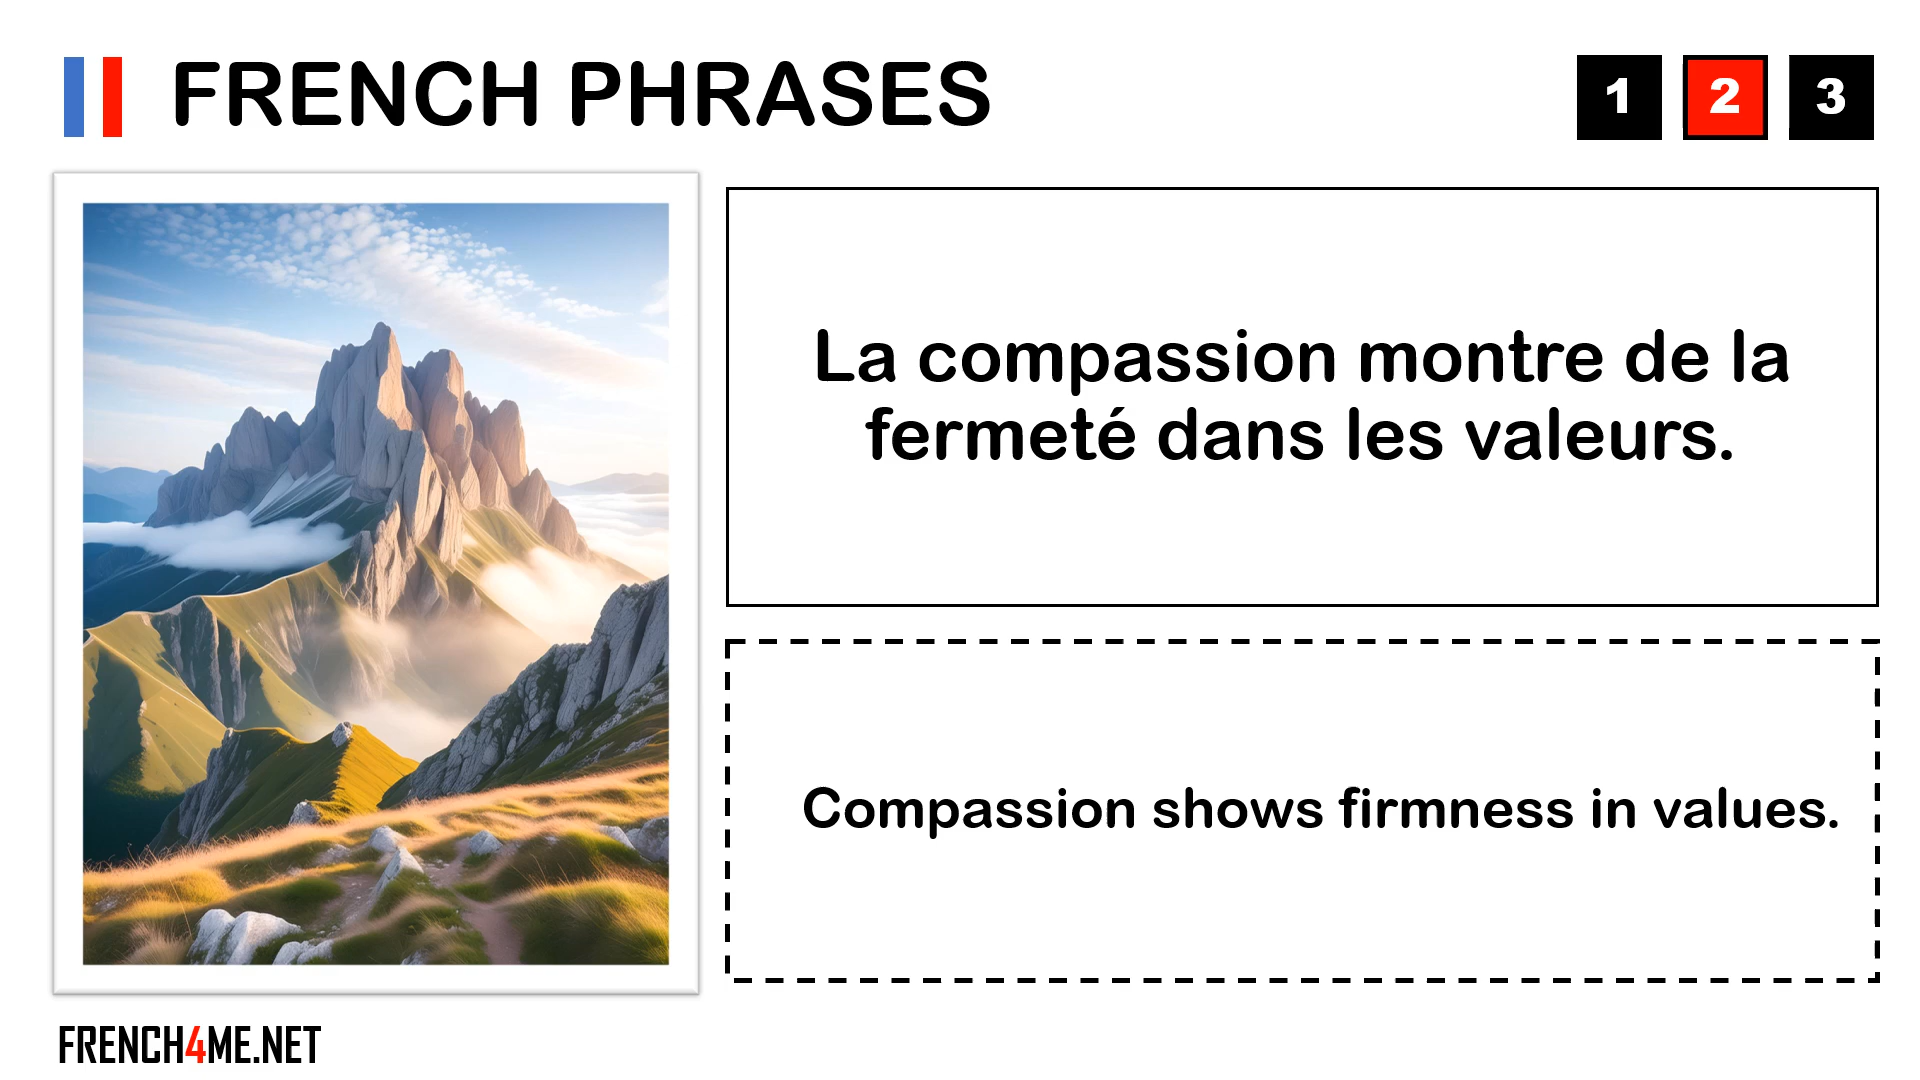 FRENCH PHRASES
1 2 3
La compassion montre de la
fermeté dans les valeurs.
Compassion shows firmness in values.
FRENCH4ME.NET